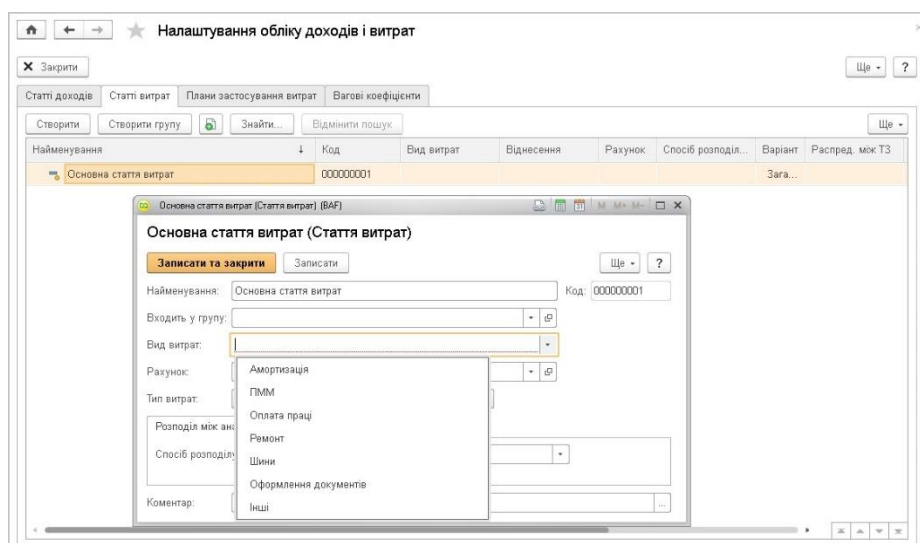 Налаштування обліку доходів і витрат
Закрити Ще ?
Статті доходів Статті витрат Плани застосування витрат Вагові коефіцієнти
Створити Створити групу Знайти... Відмінити пошук Ще
Найменування ↓ Код Вид витрат Віднесення Рахунок Спосіб розподіл... Варіант Распред. між ТЗ
Основна стаття витрат 000000001 Зага...
Основна стаття витрат (Стаття витрат) (BAF) M M+ M-
Основна стаття витрат (Стаття витрат)
Записати та закрити Записати Ще ?
Найменування: Основна стаття витрат Код: 000000001
Входить у групу:
Вид витрат:
Рахунок: Амортизація
ПММ
Тип витрат:
Оплата праці
Розподіл між ана
Ремонт
Спосіб розподілу
Шини
Оформлення документів
Коментар: Інші